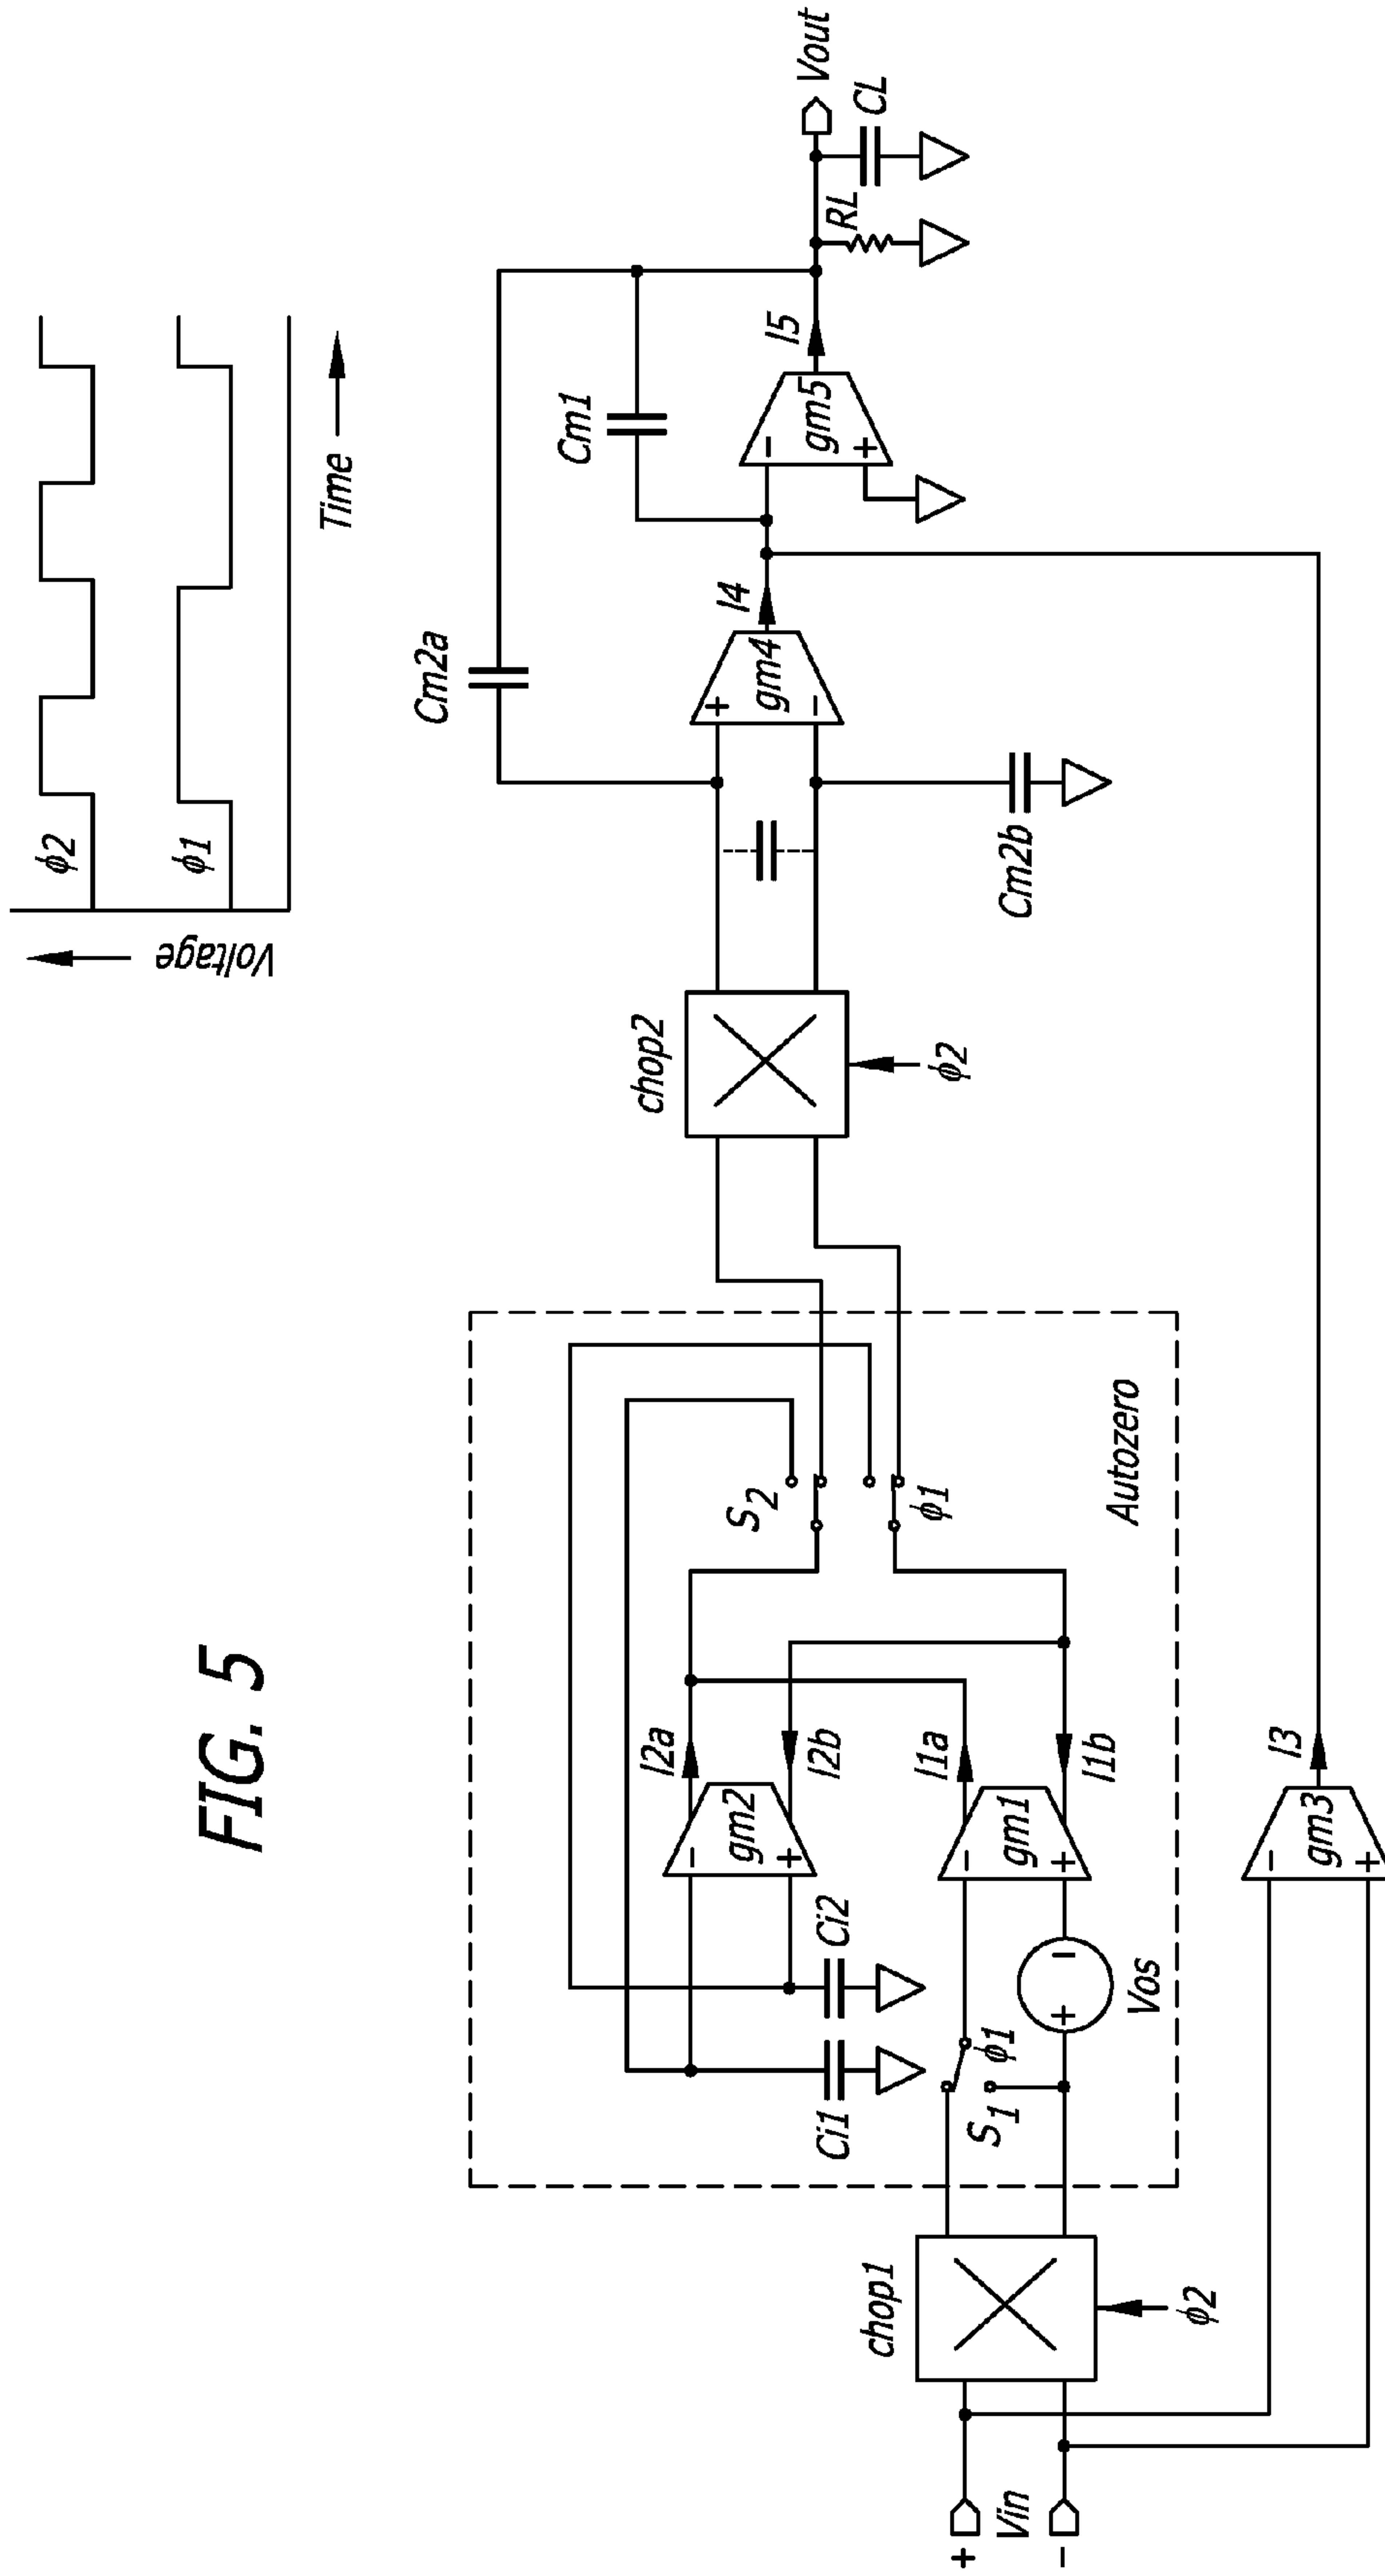 FIG. 5
Voltage
ϕ2
ϕ1
Time
Vin
+
-
chop1
ϕ2
Autozero
S1
ϕ1
Vos
+
-
Ci1
Ci2
gm2
-
+
I2a
I2b
gm1
-
+
I1a
I1b
S2
ϕ1
gm3
-
+
I3
chop2
ϕ2
Cm2b
Cm2a
gm4
+
-
I4
Cm1
gm5
-
+
I5
RL
CL
Vout